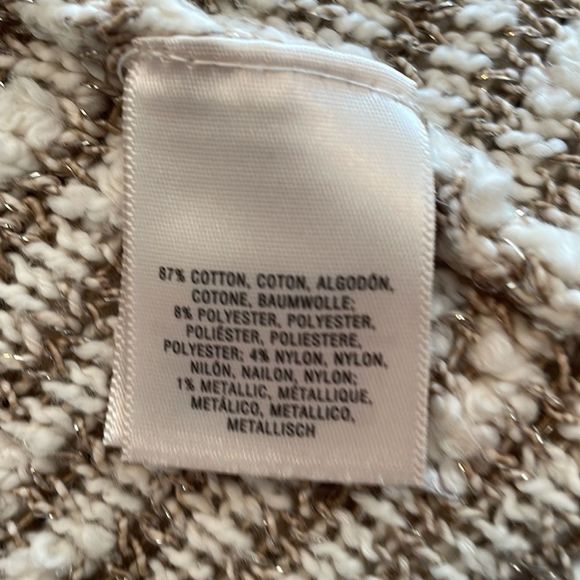 87% COTTON, COTON, ALGODÓN,
COTONE, BAUMWOLLE;
8% POLYESTER, POLYESTER,
POLIÉSTER, POLIESTERE,
POLYESTER; 4% NYLON, NYLON,
NILÓN, NAILON, NYLON;
1% METALLIC, MÉTALLIQUE,
METÁLICO, METALLICO,
METALLISCH